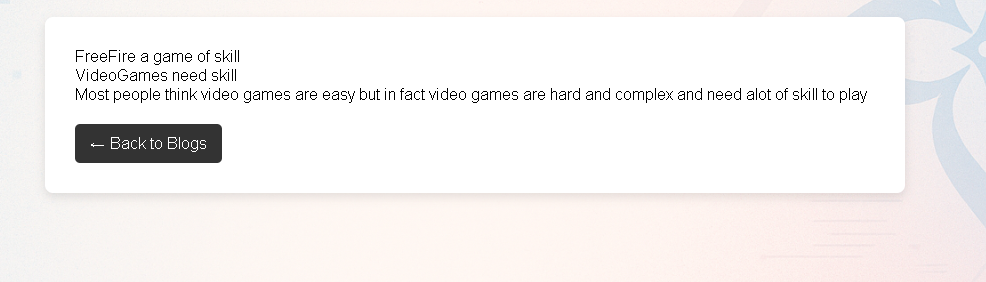 FreeFire a game of skill
VideoGames need skill
Most people think video games are easy but in fact video games are hard and complex and need alot of skill to play
← Back to Blogs